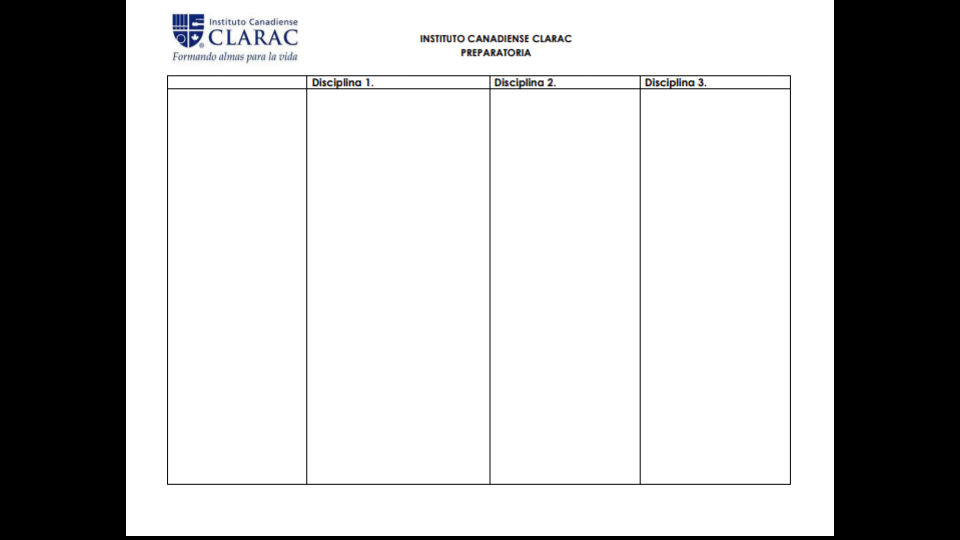 Instituto Canadiense
CLARAC
Formando almas para la vida
INSTITUTO CANADIENSE CLARAC
PREPARATORIA
Disciplina 1. Disciplina 2. Disciplina 3.